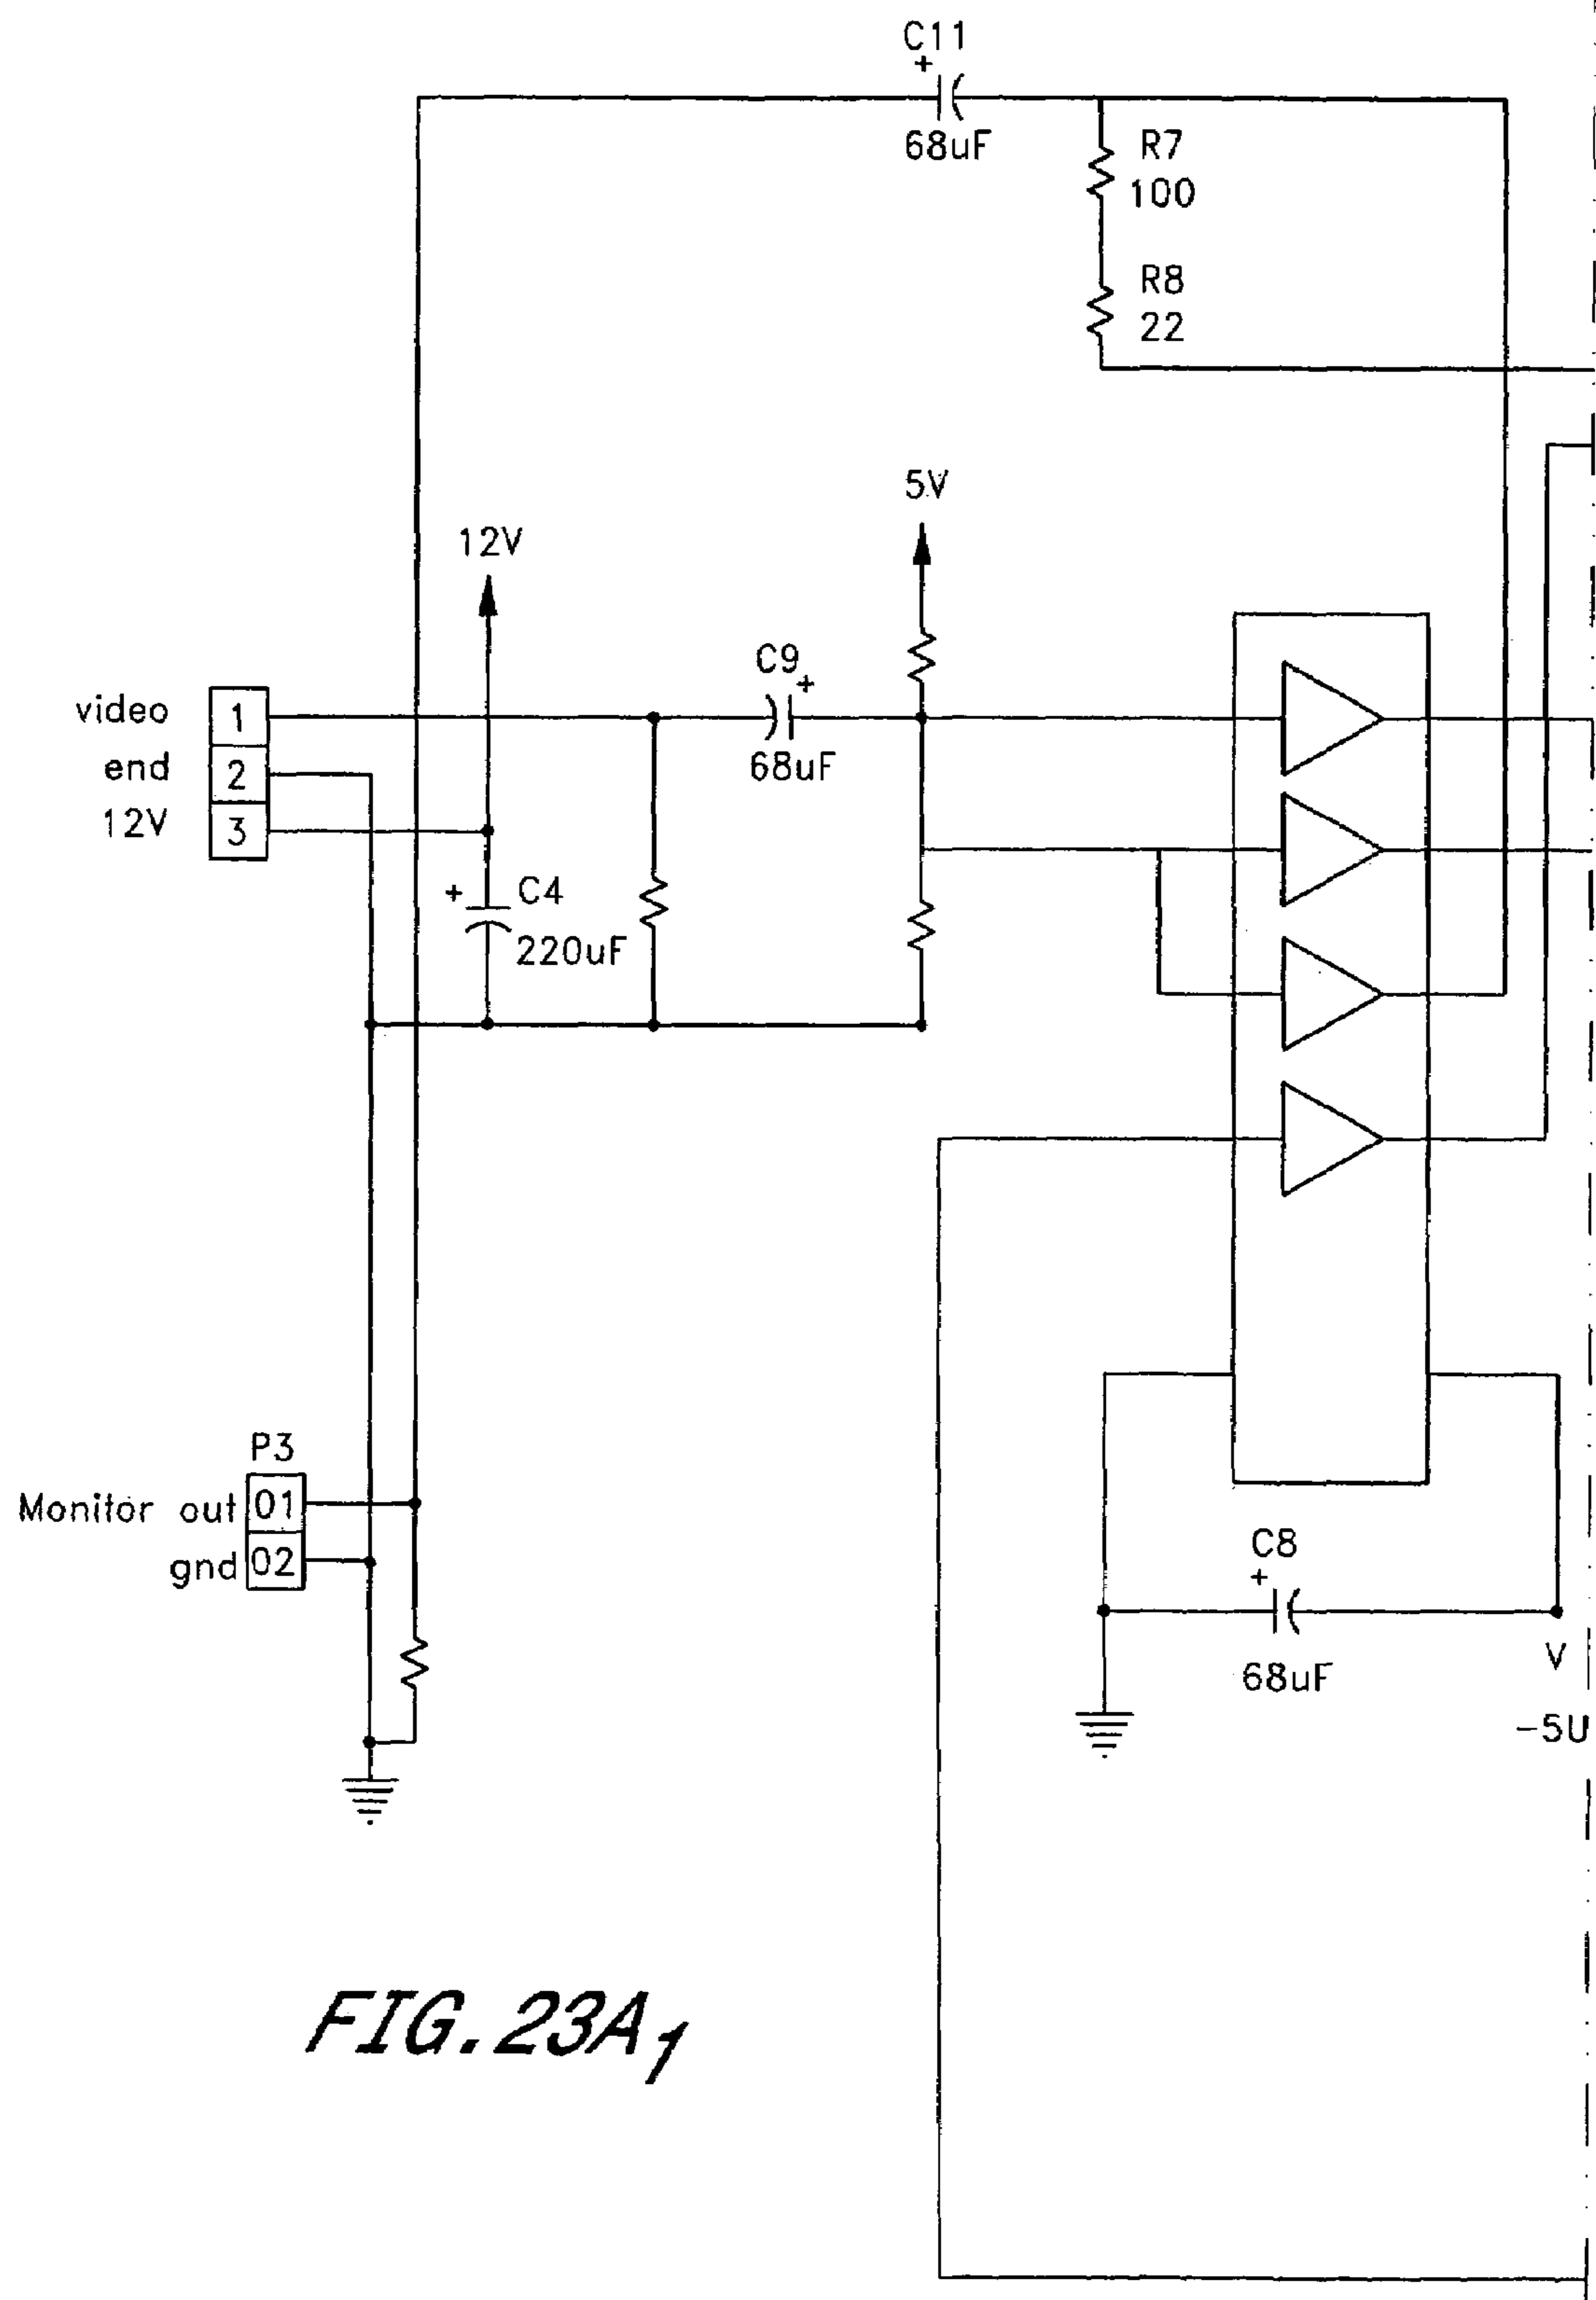 C11
+
68uF
R7
100
R8
22
5V
12V
C9
+
68uF
video 1
end 2
12V 3
+ C4
220uF
P3
Monitor out 01
gnd 02
C8
+
68uF
V
-5U
FIG. 23A1